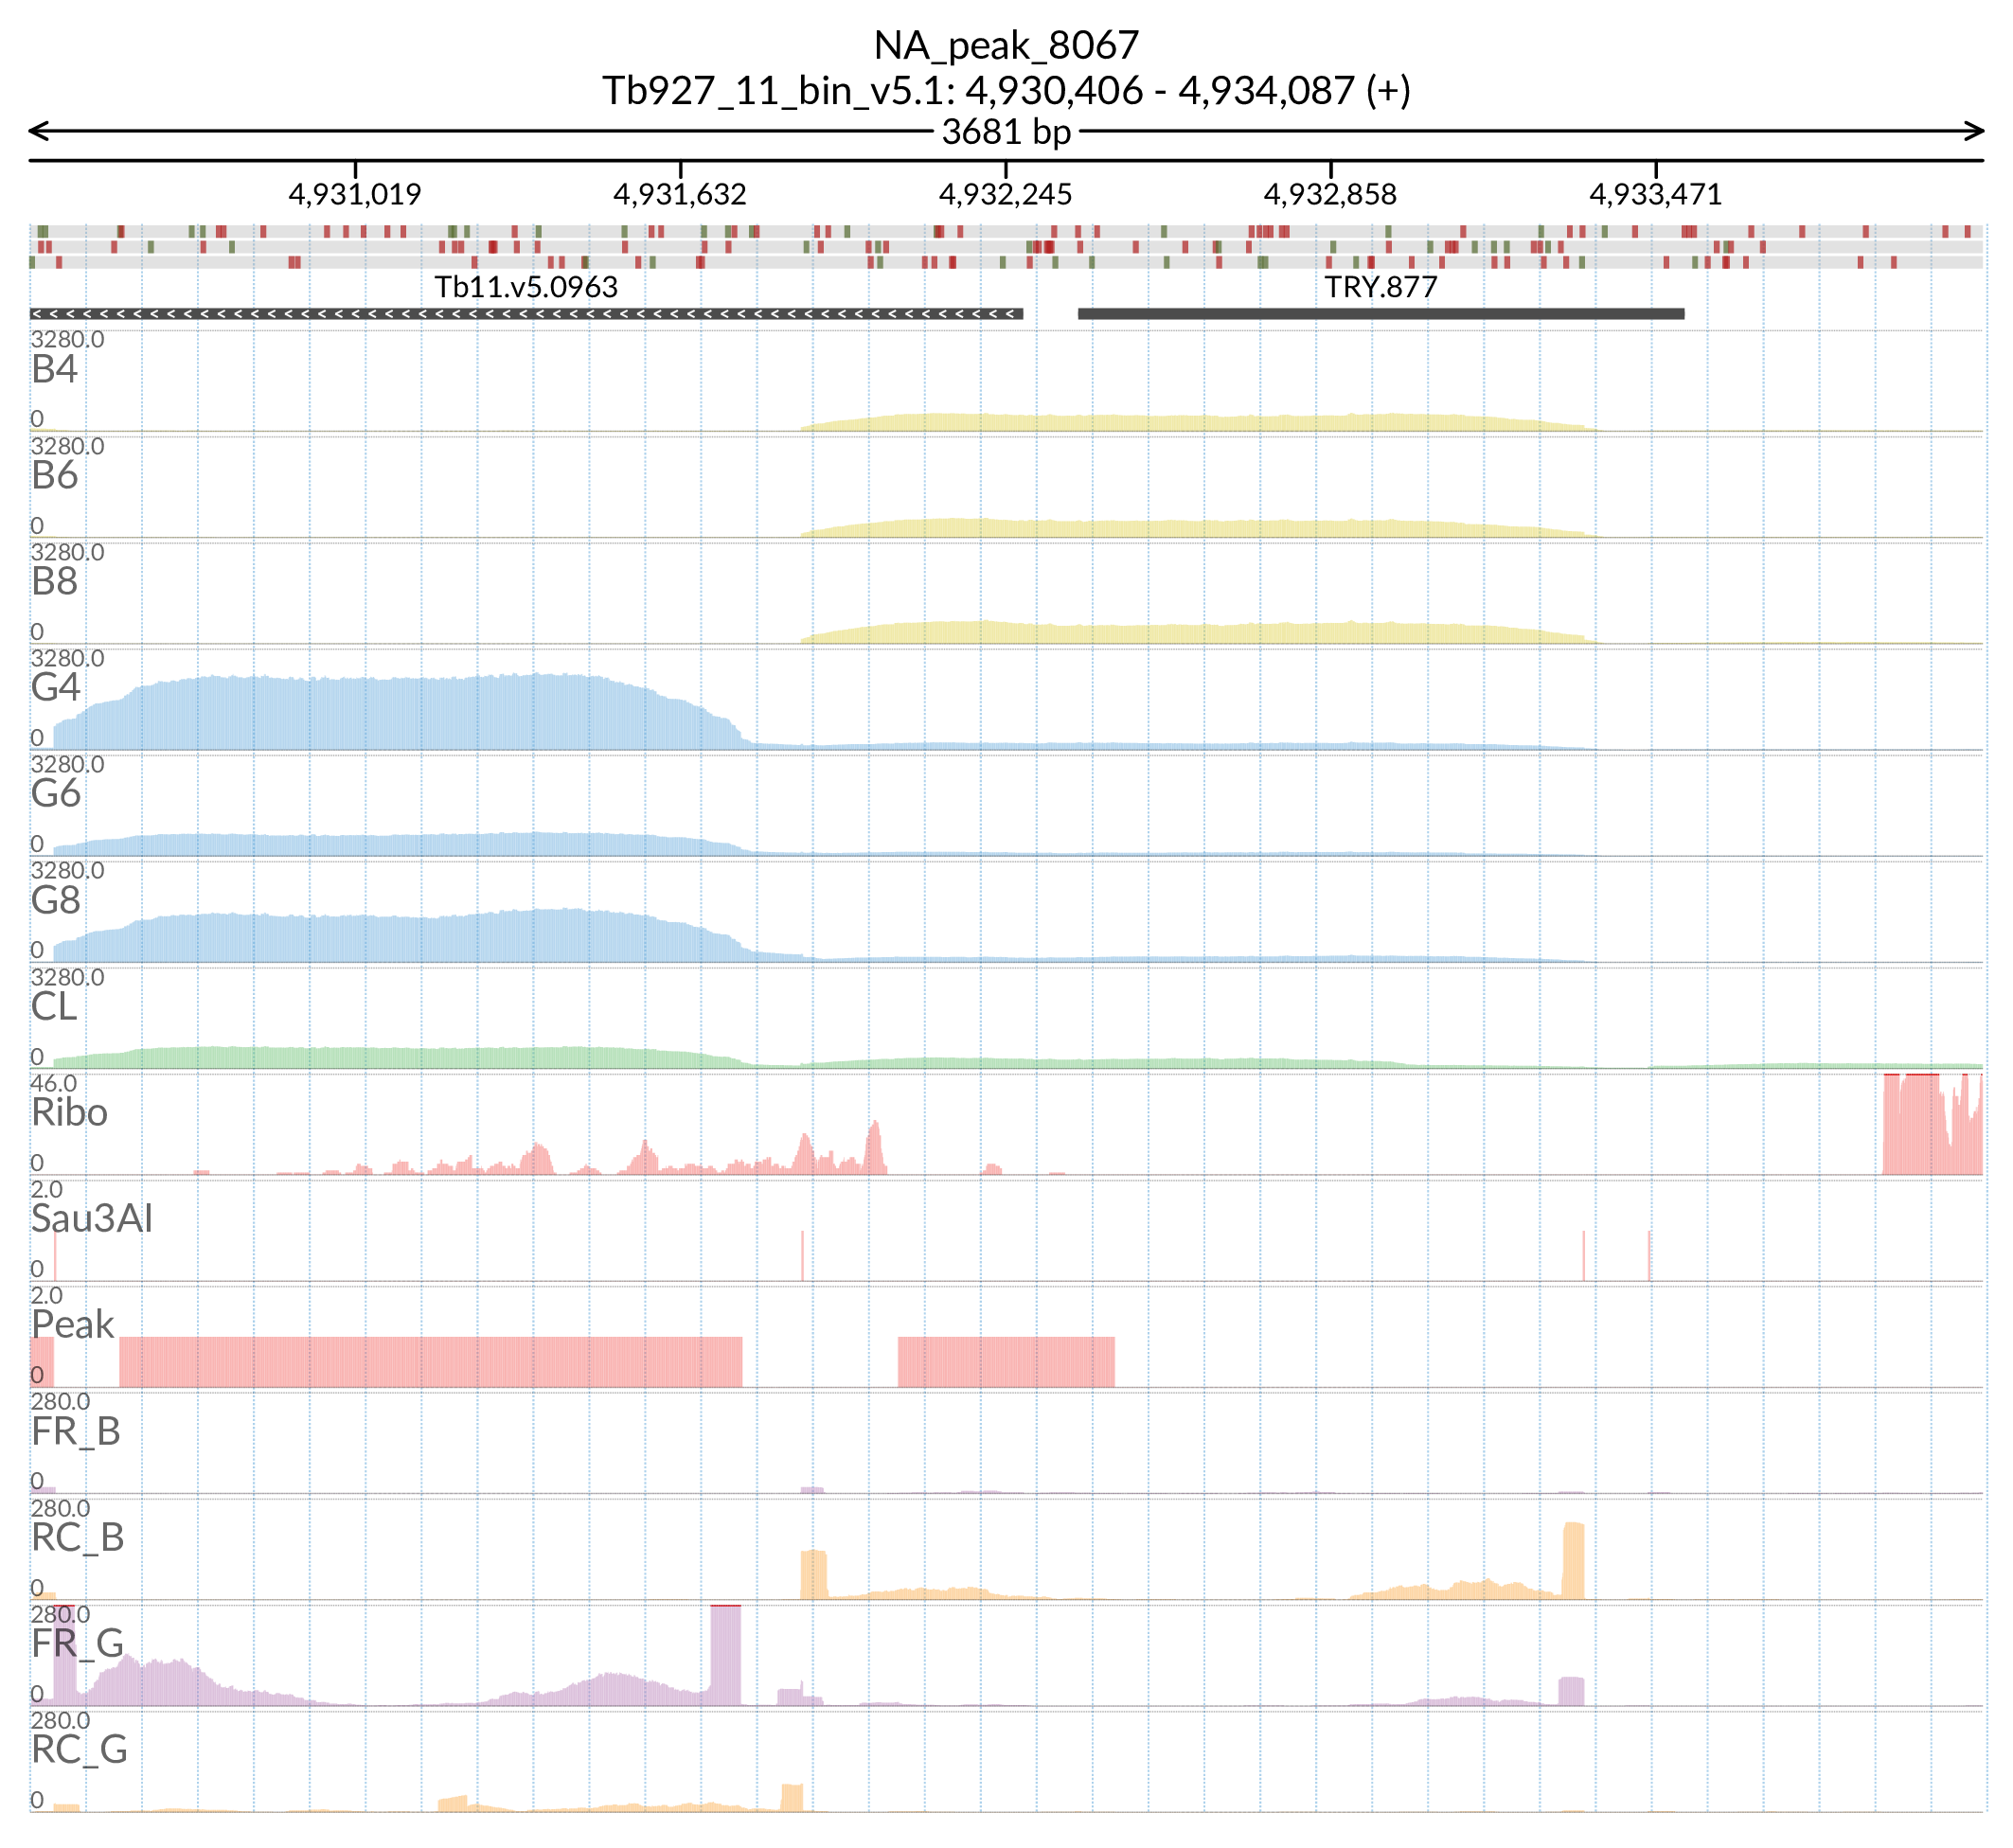 NA_peak_8067
Tb927_11_bin_v5.1: 4,930,406 - 4,934,087 (+)
3681 bp
4,931,019 4,931,632 4,932,245 4,932,858 4,933,471
Tb11.v5.0963 TRY.877
3280.0
B4
0
3280.0
B6
0
3280.0
B8
0
3280.0
G4
0
3280.0
G6
0
3280.0
G8
0
3280.0
CL
0
46.0
Ribo
0
2.0
Sau3AI
0
2.0
Peak
0
280.0
FR_B
0
280.0
RC_B
0
280.0
FR_G
0
280.0
RC_G
0